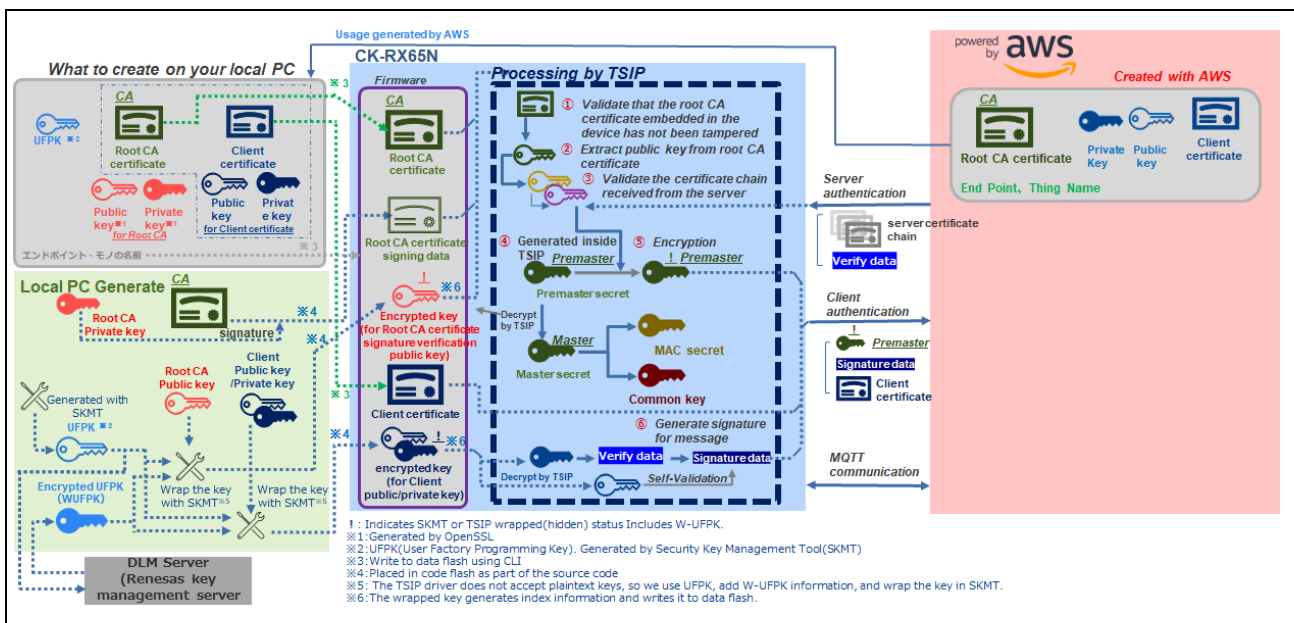 Usage generated by AWS
CK-RX65N
What to create on your local PC
CA
UFPK ※2
Root CA
certificate
Client
certificate
Public
key※1
Private
key※1
for Root CA
Public
key
Privat
e key
for Client certificate
※3
エンドポイント・モノの名前
Local PC Generate
CA
Root CA
Private key
signature
※4
※4
Root CA
Public key
Client
Public key
/Private key
Generated with
SKMT
UFPK ※2
Encrypted UFPK
(WUFPK)
Wrap the key
with SKMT※5
Wrap the key
with SKMT※5
DLM Server
(Renesas key
management server
※3
※3
※4
Firmware
CA
Root CA
certificate
Root CA certificate
signing data
!
※6
Encrypted key
(for Root CA certificate
signature verification
public key)
Client certificate
!
※6
encrypted key
(for Client
public/private key)
Processing by TSIP
① Validate that the root CA
certificate embedded in the
device has not been tampered
② Extract public key from root CA
certificate
③ Validate the certificate chain
received from the server
④ Generated inside
TSIP
Premaster
Premaster secret
⑤ Encryption
! Premaster
Decrypt
by TSIP
Master
Master secret
MAC secret
Common key
⑥ Generate signature
for message
Verify data
Signature data
Decrypt by TSIP
Self-Validation
powered
by
aws
Created with AWS
CA
Root CA certificate
Private
Key
Public
key
Client
certificate
End Point、Thing Name
Server
authentication
server certificate
chain
Verify data
Client
authentication
!
Premaster
Signature data
Client
certificate
MQTT
communication
! : Indicates SKMT or TSIP wrapped(hidden) status Includes W-UFPK.
※1:Generated by OpenSSL
※2:UFPK(User Factory Programming Key). Generated by Security Key Management Tool(SKMT)
※3:Write to data flash using CLI
※4:Placed in code flash as part of the source code
※5: The TSIP driver does not accept plaintext keys, so we use UFPK, add W-UFPK information, and wrap the key in SKMT.
※6:The wrapped key generates index information and writes it to data flash.